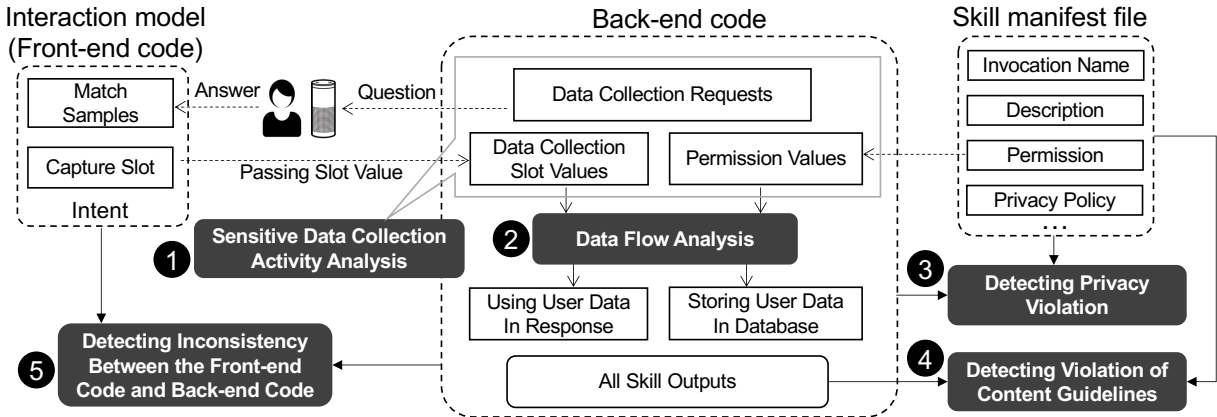 Interaction model
(Front-end code)
Back-end code
Skill manifest file
Match
Samples
Answer
Question
Data Collection Requests
Invocation Name
Description
Capture Slot
Passing Slot Value
Data Collection
Slot Values
Permission Values
Permission
Privacy Policy
...
Intent
1
Sensitive Data Collection
Activity Analysis
2
Data Flow Analysis
3
Detecting Privacy
Violation
Using User Data
In Response
Storing User Data
In Database
5
Detecting Inconsistency
Between the Front-end
Code and Back-end Code
All Skill Outputs
4
Detecting Violation of
Content Guidelines